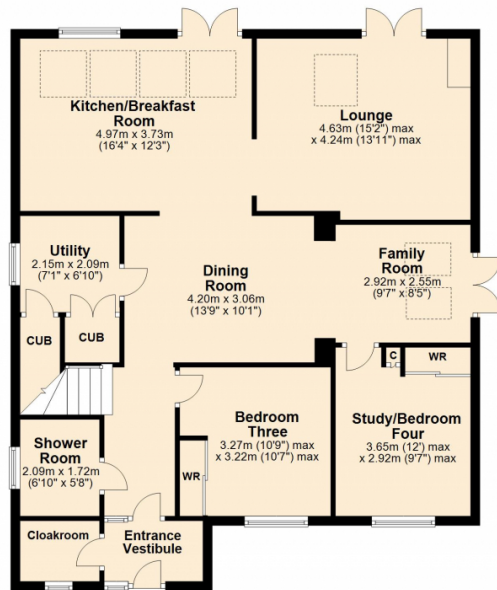 Kitchen/Breakfast
Room
4.97m x 3.73m
(16'4" x 12'3")
Lounge
4.63m (15'2") max
x 4.24m (13'11") max
Utility
2.15m x 2.09m
(7'1" x 6'10")
Dining
Room
4.20m x 3.06m
(13'9" x 10'1")
Family
Room
2.92m x 2.55m
(9'7" x 8'5")
CUB
CUB
C
WR
Shower
Room
2.09m x 1.72m
(6'10" x 5'8")
Bedroom
Three
3.27m (10'9") max
x 3.22m (10'7") max
WR
Study/Bedroom
Four
3.65m (12') max
x 2.92m (9'7") max
Cloakroom
Entrance
Vestibule